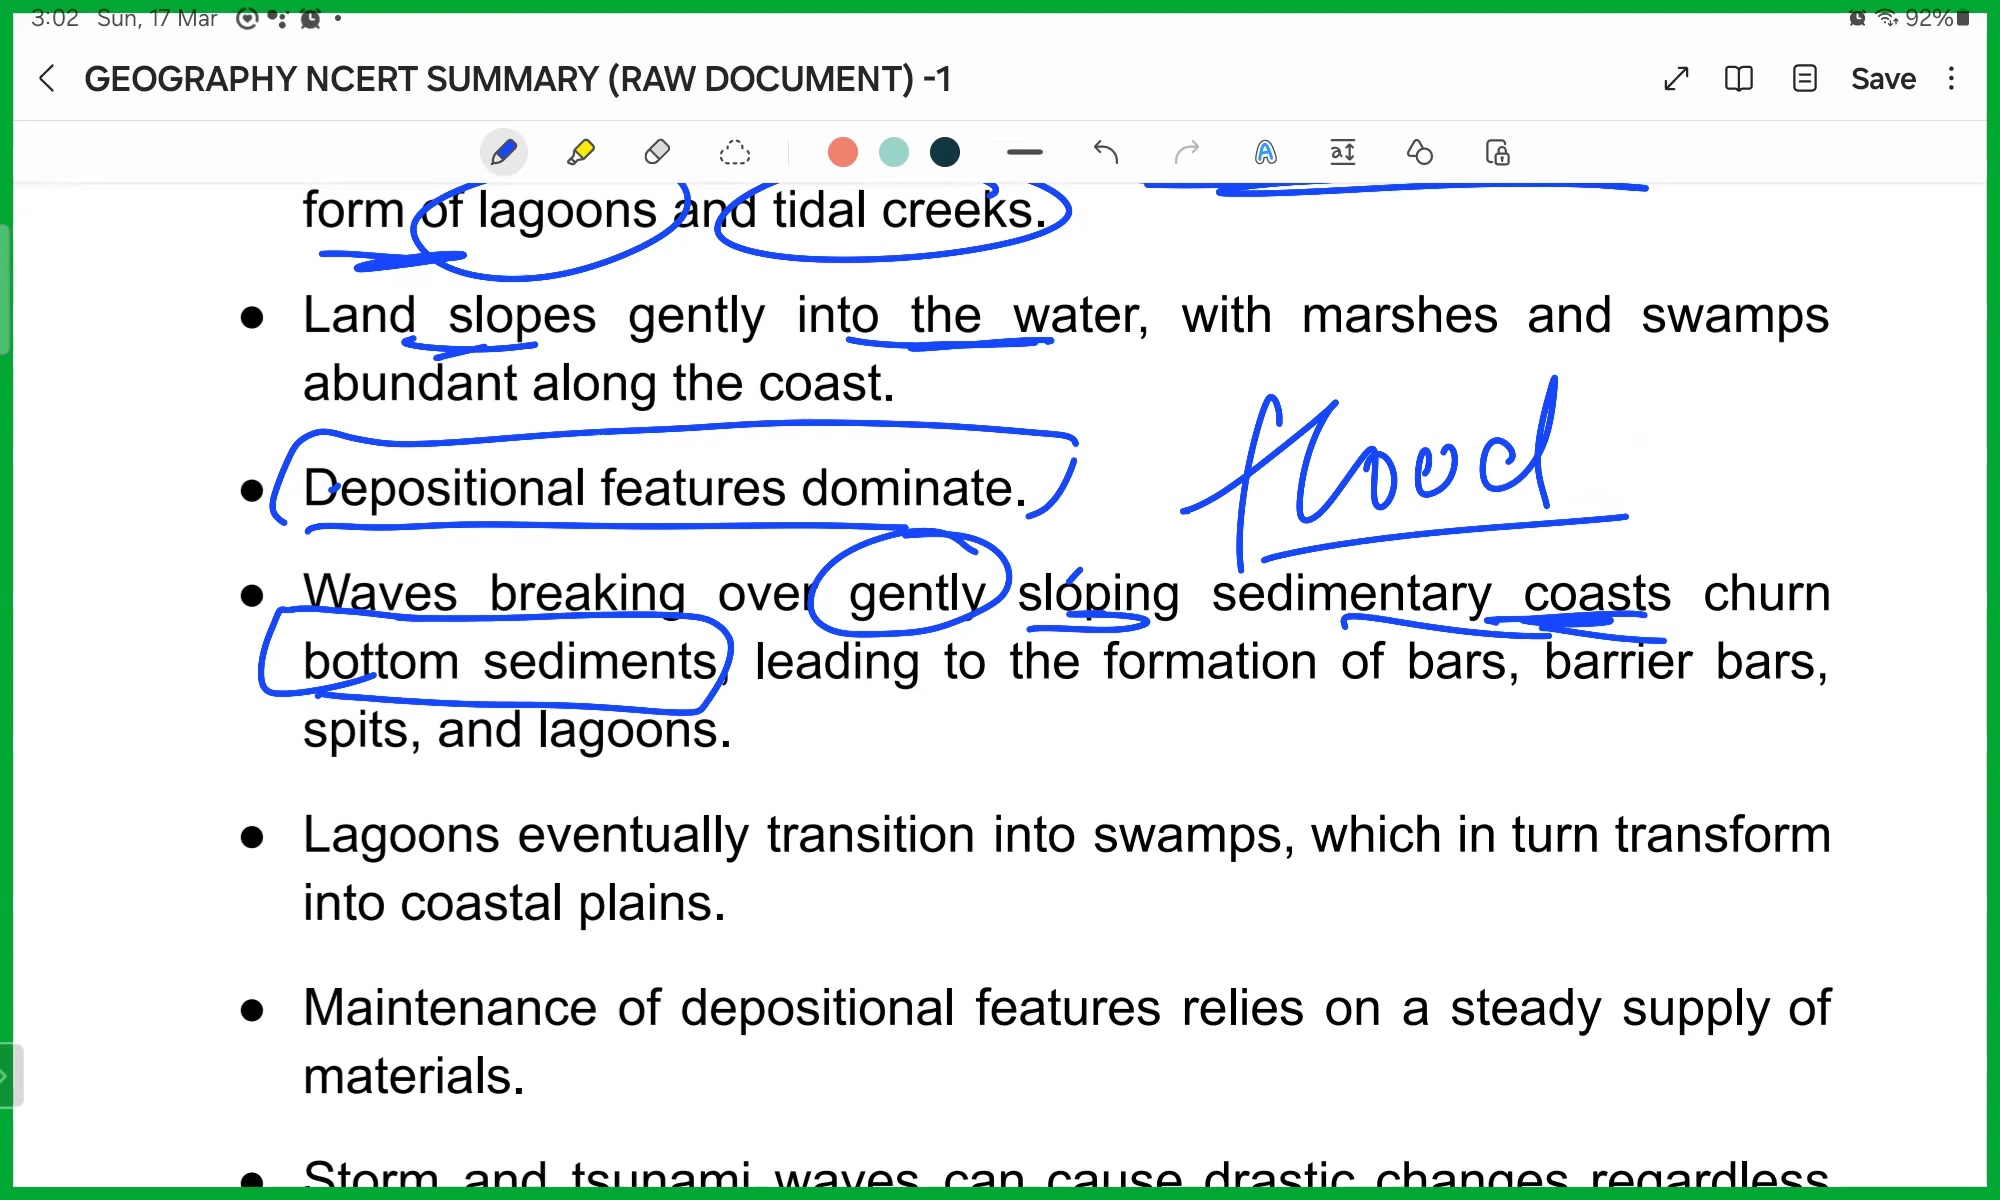 3:02 Sun, 17 Mar
92%
GEOGRAPHY NCERT SUMMARY (RAW DOCUMENT) -1
Save
form of lagoons and tidal creeks.
● Land slopes gently into the water, with marshes and swamps
abundant along the coast.
flood
● Depositional features dominate.
● Waves breaking over gently sloping sedimentary coasts churn
bottom sediments, leading to the formation of bars, barrier bars,
spits, and lagoons.
● Lagoons eventually transition into swamps, which in turn transform
into coastal plains.
● Maintenance of depositional features relies on a steady supply of
materials.
● Storm and tsunami waves can cause drastic changes regardless